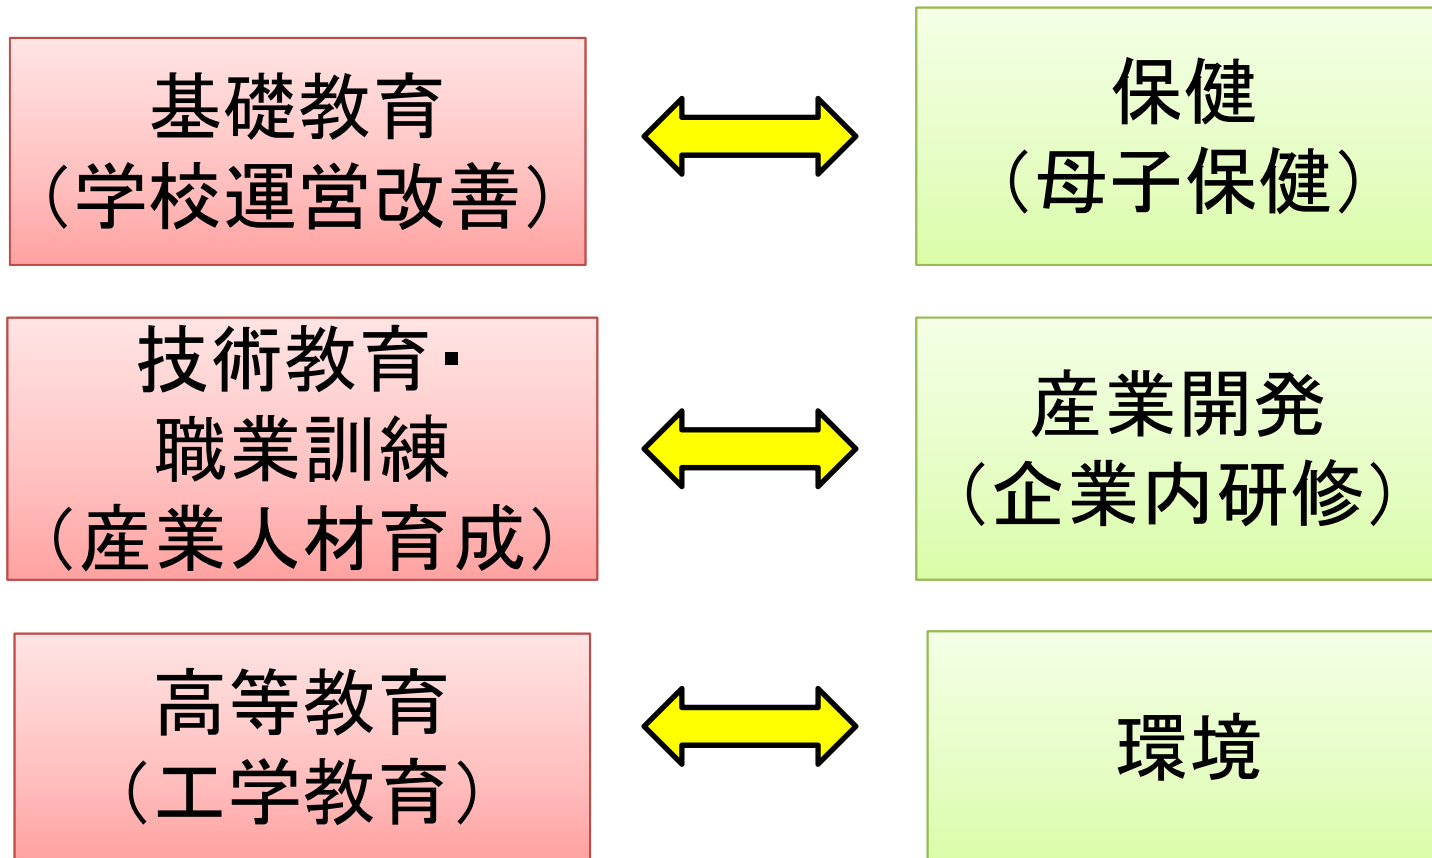 基礎教育
（学校運営改善）
保健
（母子保健）
技術教育・
職業訓練
（産業人材育成）
産業開発
（企業内研修）
高等教育
（工学教育）
環境